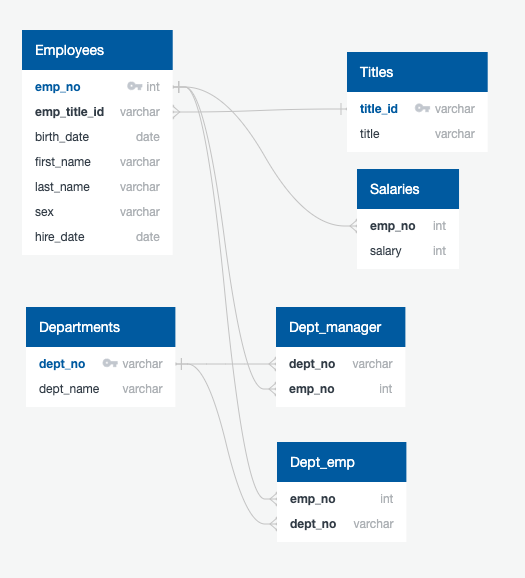 Employees
emp_no int
emp_title_id varchar
birth_date date
first_name varchar
last_name varchar
sex varchar
hire_date date
Titles
title_id varchar
title varchar
Salaries
emp_no int
salary int
Departments
dept_no varchar
dept_name varchar
Dept_manager
dept_no varchar
emp_no int
Dept_emp
emp_no int
dept_no varchar